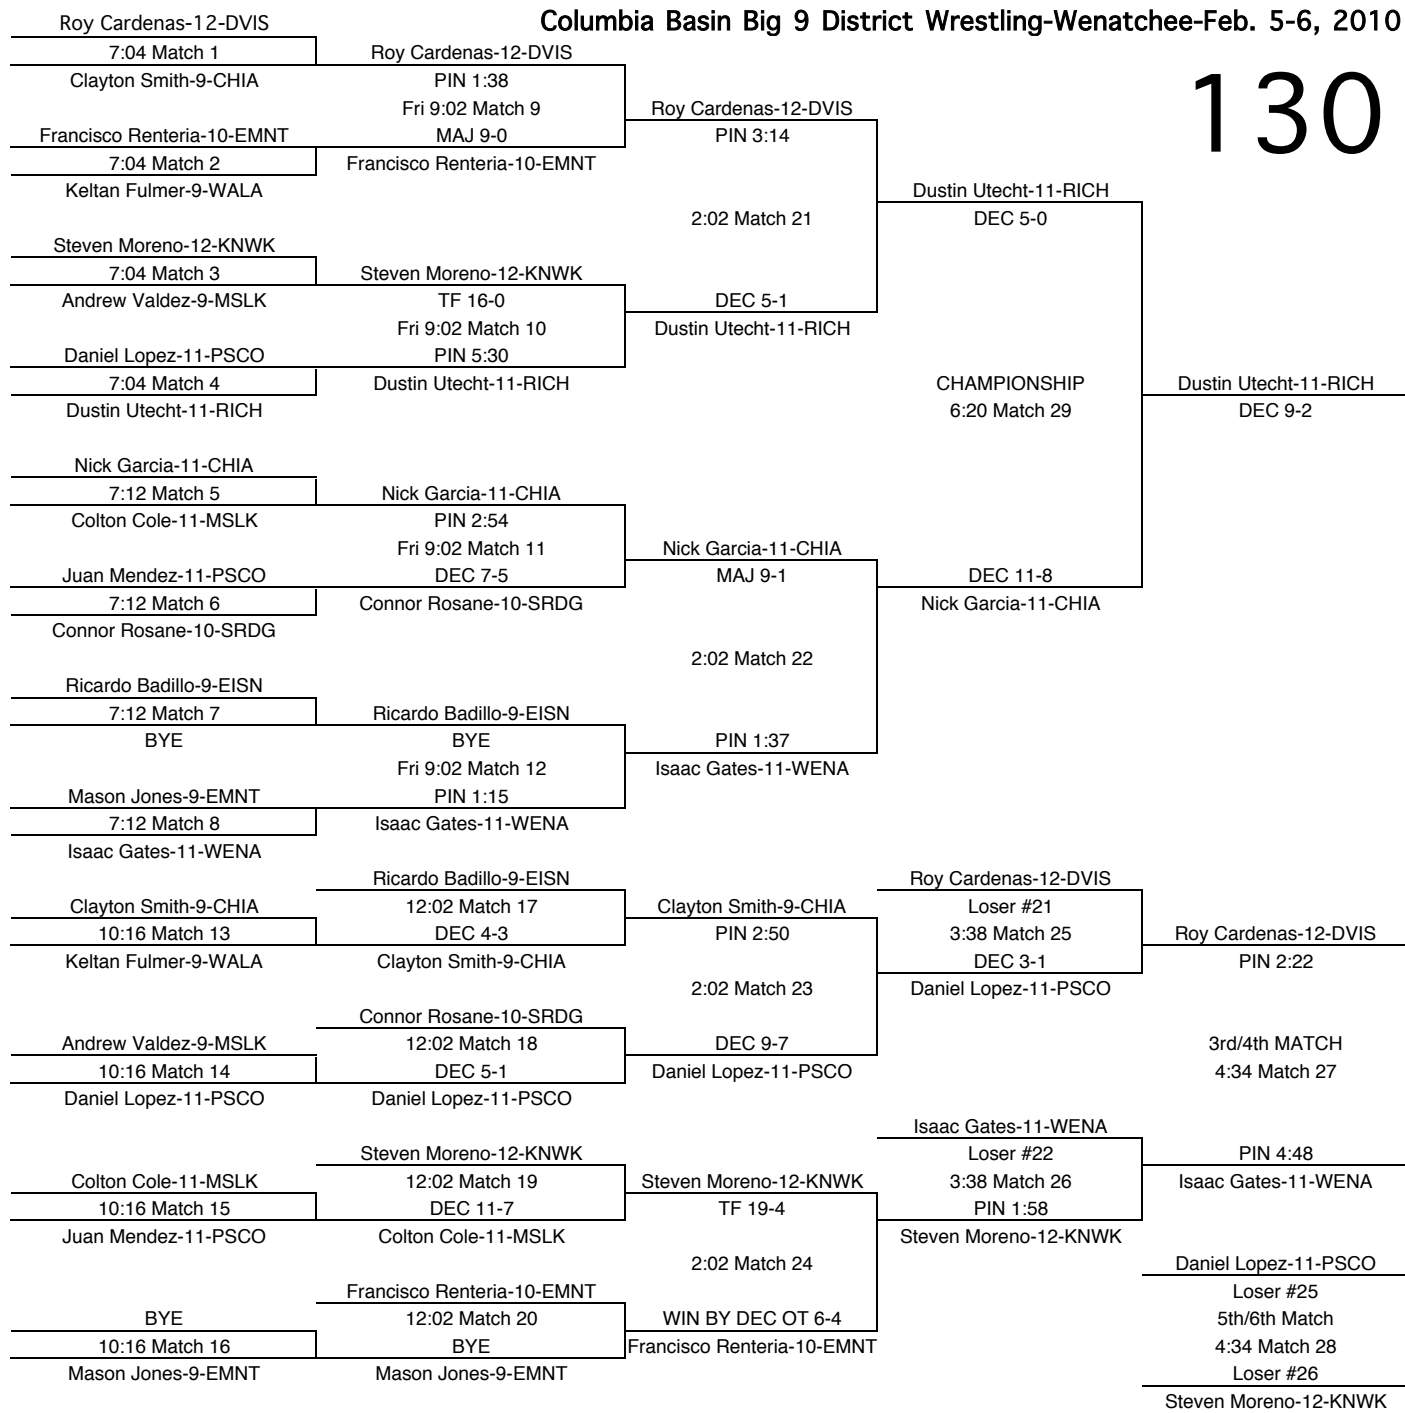 Columbia Basin Big 9 District Wrestling-Wenatchee-Feb. 5-6, 2010
130
Roy Cardenas-12-DVIS
7:04 Match 1
Clayton Smith-9-CHIA
Francisco Renteria-10-EMNT
7:04 Match 2
Keltan Fulmer-9-WALA
Steven Moreno-12-KNWK
7:04 Match 3
Andrew Valdez-9-MSLK
Daniel Lopez-11-PSCO
7:04 Match 4
Dustin Utecht-11-RICH
Nick Garcia-11-CHIA
7:12 Match 5
Colton Cole-11-MSLK
Juan Mendez-11-PSCO
7:12 Match 6
Connor Rosane-10-SRDG
Ricardo Badillo-9-EISN
7:12 Match 7
BYE
Mason Jones-9-EMNT
7:12 Match 8
Isaac Gates-11-WENA
Roy Cardenas-12-DVIS
PIN 1:38
Fri 9:02 Match 9
MAJ 9-0
Francisco Renteria-10-EMNT
Steven Moreno-12-KNWK
TF 16-0
Fri 9:02 Match 10
PIN 5:30
Dustin Utecht-11-RICH
Nick Garcia-11-CHIA
PIN 2:54
Fri 9:02 Match 11
DEC 7-5
Connor Rosane-10-SRDG
Ricardo Badillo-9-EISN
BYE
Fri 9:02 Match 12
PIN 1:15
Isaac Gates-11-WENA
Roy Cardenas-12-DVIS
PIN 3:14
2:02 Match 21
DEC 5-1
Dustin Utecht-11-RICH
Nick Garcia-11-CHIA
MAJ 9-1
2:02 Match 22
PIN 1:37
Isaac Gates-11-WENA
Dustin Utecht-11-RICH
DEC 5-0
CHAMPIONSHIP
6:20 Match 29
DEC 11-8
Nick Garcia-11-CHIA
Dustin Utecht-11-RICH
DEC 9-2
Clayton Smith-9-CHIA
10:16 Match 13
Keltan Fulmer-9-WALA
Andrew Valdez-9-MSLK
10:16 Match 14
Daniel Lopez-11-PSCO
Colton Cole-11-MSLK
10:16 Match 15
Juan Mendez-11-PSCO
BYE
10:16 Match 16
Mason Jones-9-EMNT
Ricardo Badillo-9-EISN
12:02 Match 17
DEC 4-3
Clayton Smith-9-CHIA
Connor Rosane-10-SRDG
12:02 Match 18
DEC 5-1
Daniel Lopez-11-PSCO
Steven Moreno-12-KNWK
12:02 Match 19
DEC 11-7
Colton Cole-11-MSLK
Francisco Renteria-10-EMNT
12:02 Match 20
BYE
Mason Jones-9-EMNT
Clayton Smith-9-CHIA
PIN 2:50
2:02 Match 23
DEC 9-7
Daniel Lopez-11-PSCO
Steven Moreno-12-KNWK
TF 19-4
2:02 Match 24
WIN BY DEC OT 6-4
Francisco Renteria-10-EMNT
Roy Cardenas-12-DVIS
Loser #21
3:38 Match 25
DEC 3-1
Daniel Lopez-11-PSCO
Isaac Gates-11-WENA
Loser #22
3:38 Match 26
PIN 1:58
Steven Moreno-12-KNWK
Roy Cardenas-12-DVIS
PIN 2:22
3rd/4th MATCH
4:34 Match 27
PIN 4:48
Isaac Gates-11-WENA
Daniel Lopez-11-PSCO
Loser #25
5th/6th Match
4:34 Match 28
Loser #26
Steven Moreno-12-KNWK